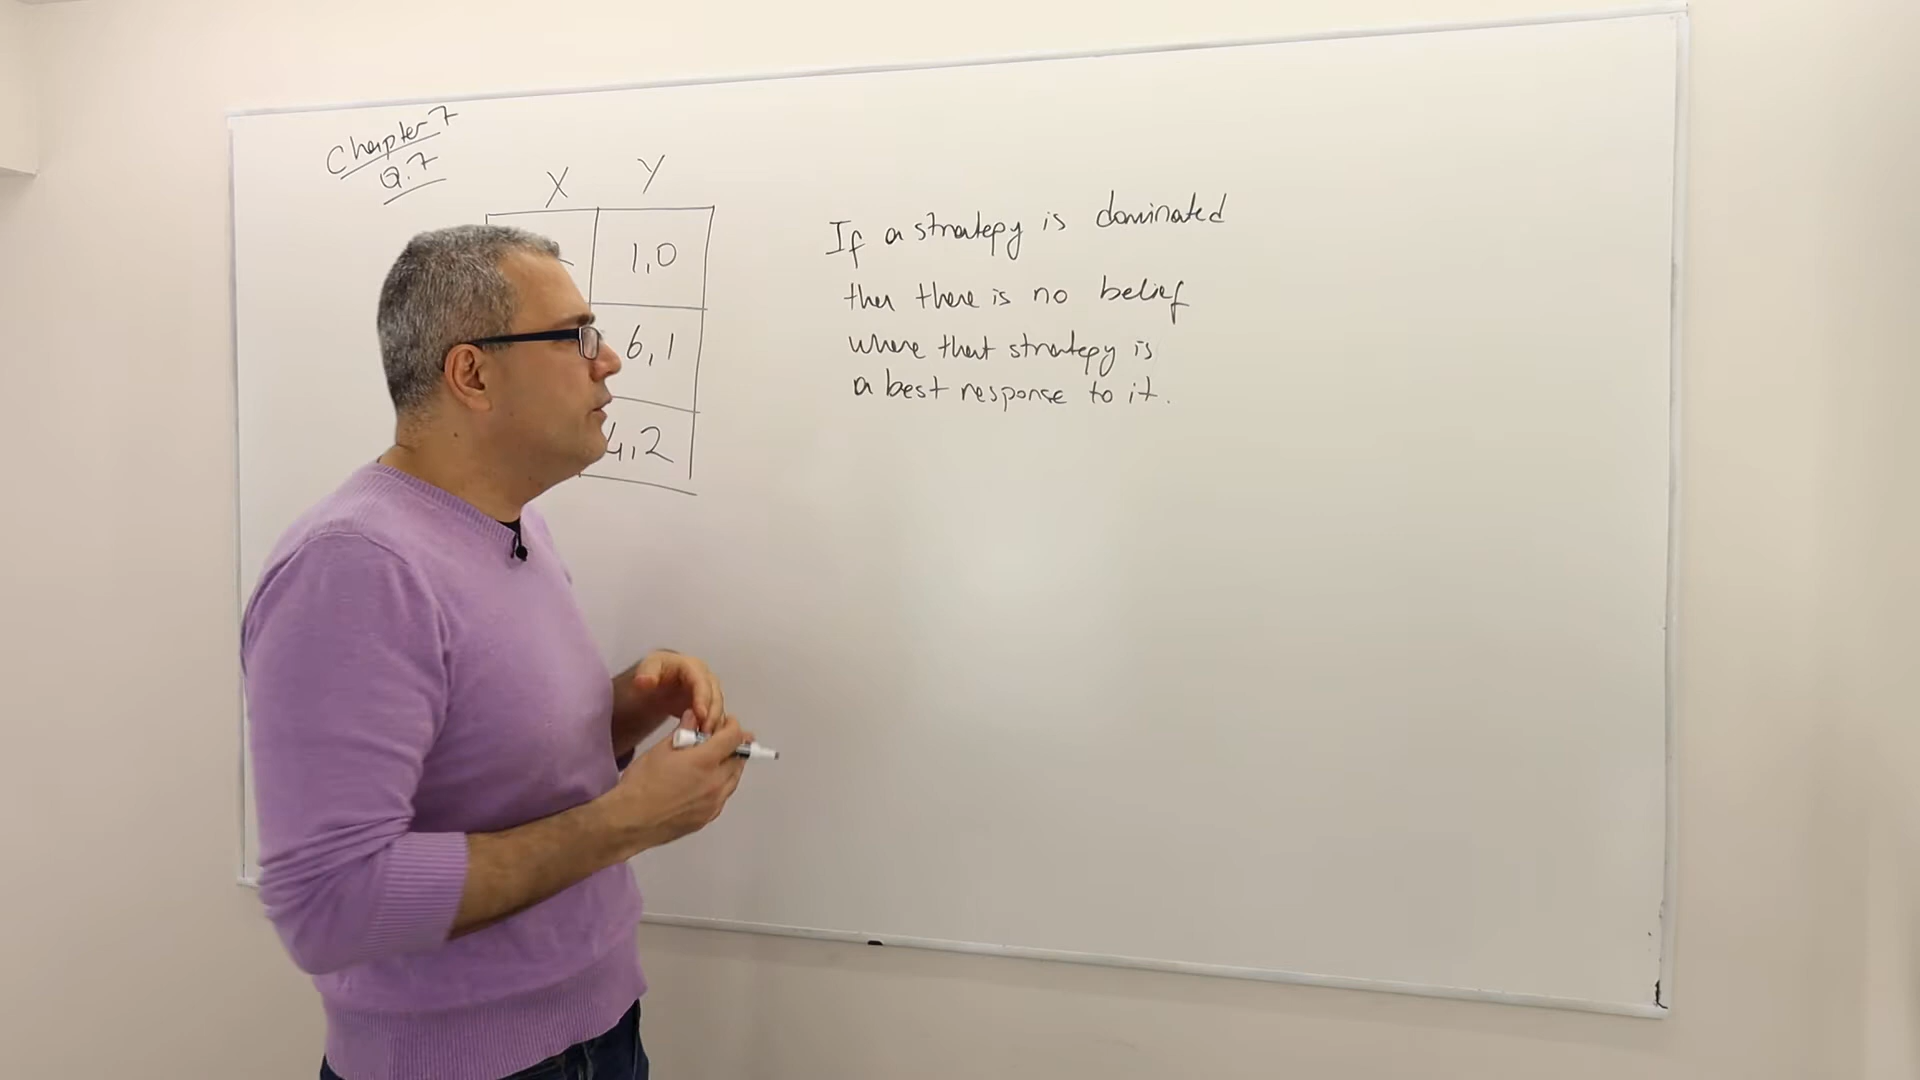 Chapter 7
Q.7
X Y
1,0
6,1
4,2
If a strategy is dominated
then there is no belief
where that strategy is
a best response to it.